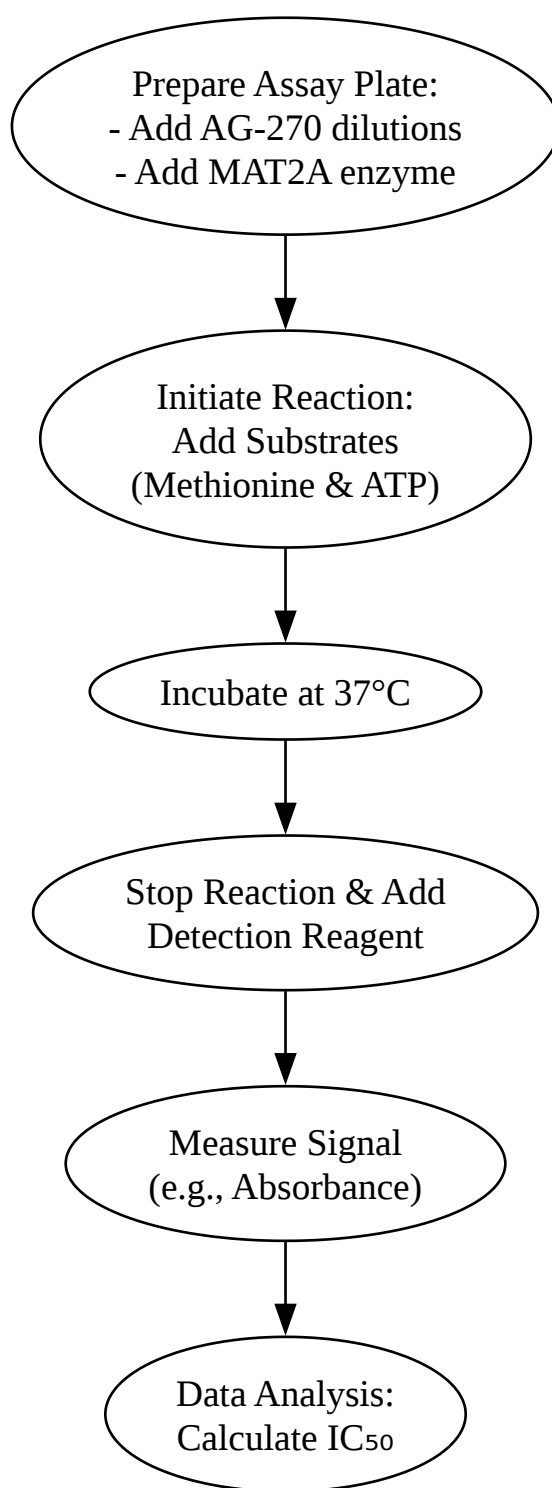 Prepare Assay Plate:
- Add AG-270 dilutions
- Add MAT2A enzyme
Initiate Reaction:
Add Substrates
(Methionine & ATP)
Incubate at 37°C
Stop Reaction & Add
Detection Reagent
Measure Signal
(e.g., Absorbance)
Data Analysis:
Calculate IC₅₀